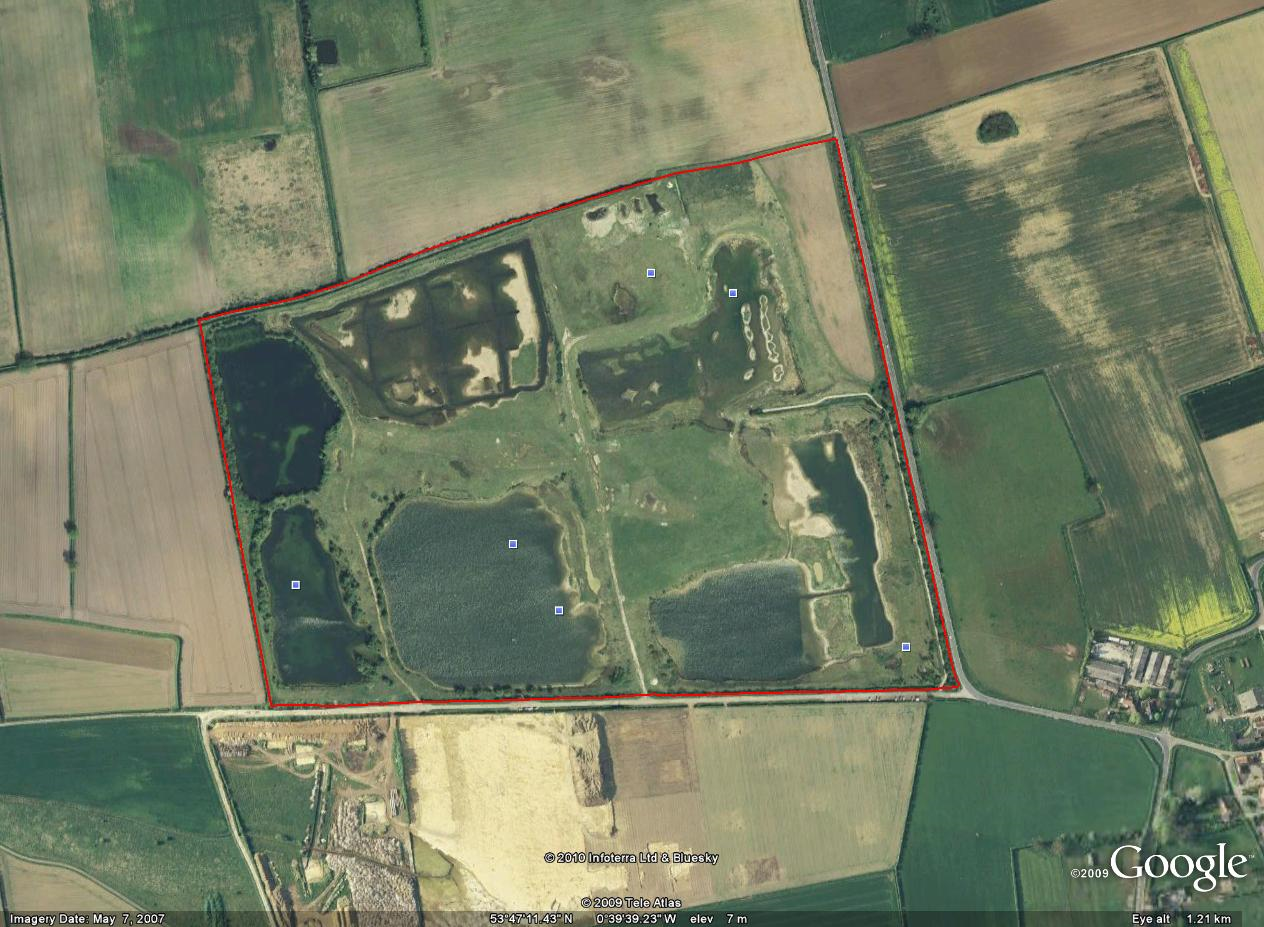 © 2010 Infoterra Ltd & Bluesky
©2009 Google™
© 2009 Tele Atlas
Imagery Date: May 7, 2007 53°47'11.43" N 0°39'39.23" W elev 7 m Eye alt 1.21 km